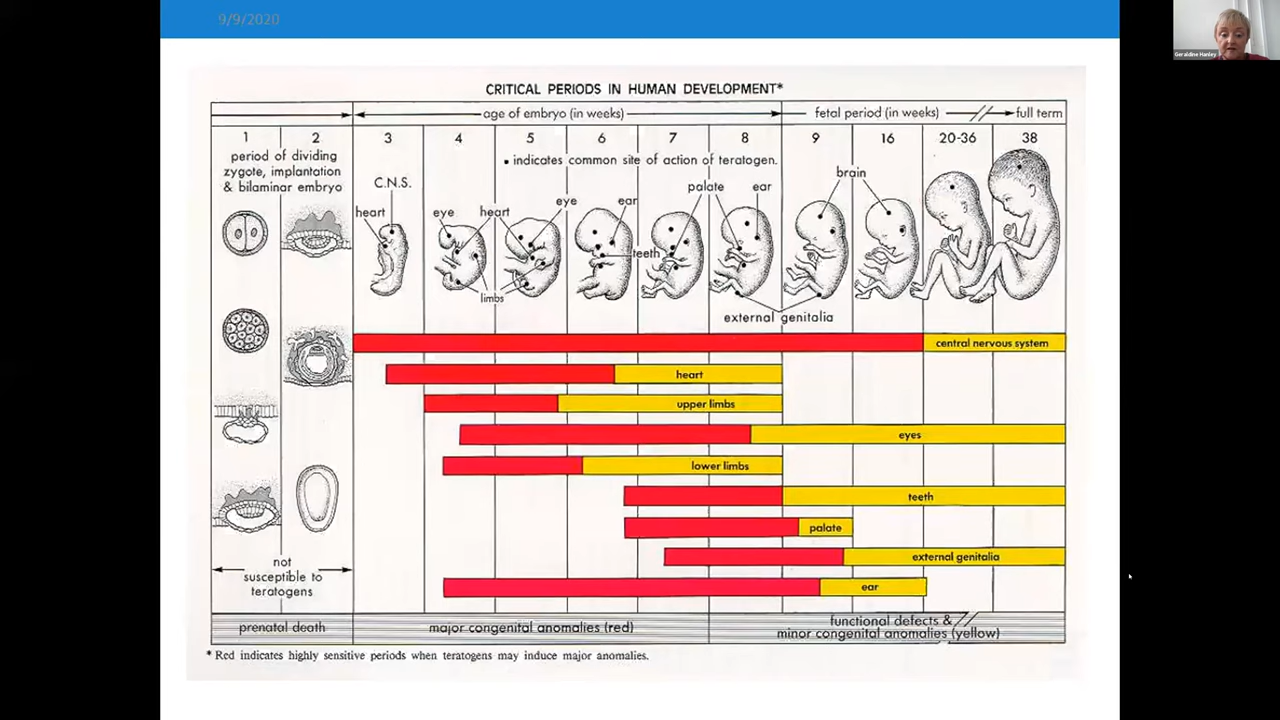 9/9/2020
Geraldine Hanley
CRITICAL PERIODS IN HUMAN DEVELOPMENT*
age of embryo (in weeks)
fetal period (in weeks)
full term
1 2 3 4 5 6 7 8 9 16 20-36 38
period of dividing
zygote, implantation
& bilaminar embryo
• indicates common site of action of teratogen.
C.N.S.
heart
eye
heart
limbs
eye
ear
teeth
palate
ear
external genitalia
brain
central nervous system
heart
upper limbs
eyes
lower limbs
teeth
palate
external genitalia
ear
not
susceptible to
teratogens
prenatal death
major congenital anomalies (red)
functional defects &
minor congenital anomalies (yellow)
* Red indicates highly sensitive periods when teratogens may induce major anomalies.